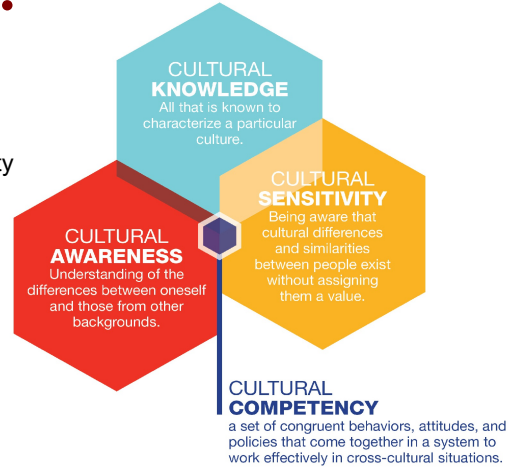 CULTURAL
KNOWLEDGE
All that is known to
characterize a particular
culture.
ty
CULTURAL
SENSITIVITY
Being aware that
cultural differences
and similarities
between people exist
without assigning
them a value.
CULTURAL
AWARENESS
Understanding of the
differences between oneself
and those from other
backgrounds.
CULTURAL
COMPETENCY
a set of congruent behaviors, attitudes, and
policies that come together in a system to
work effectively in cross-cultural situations.